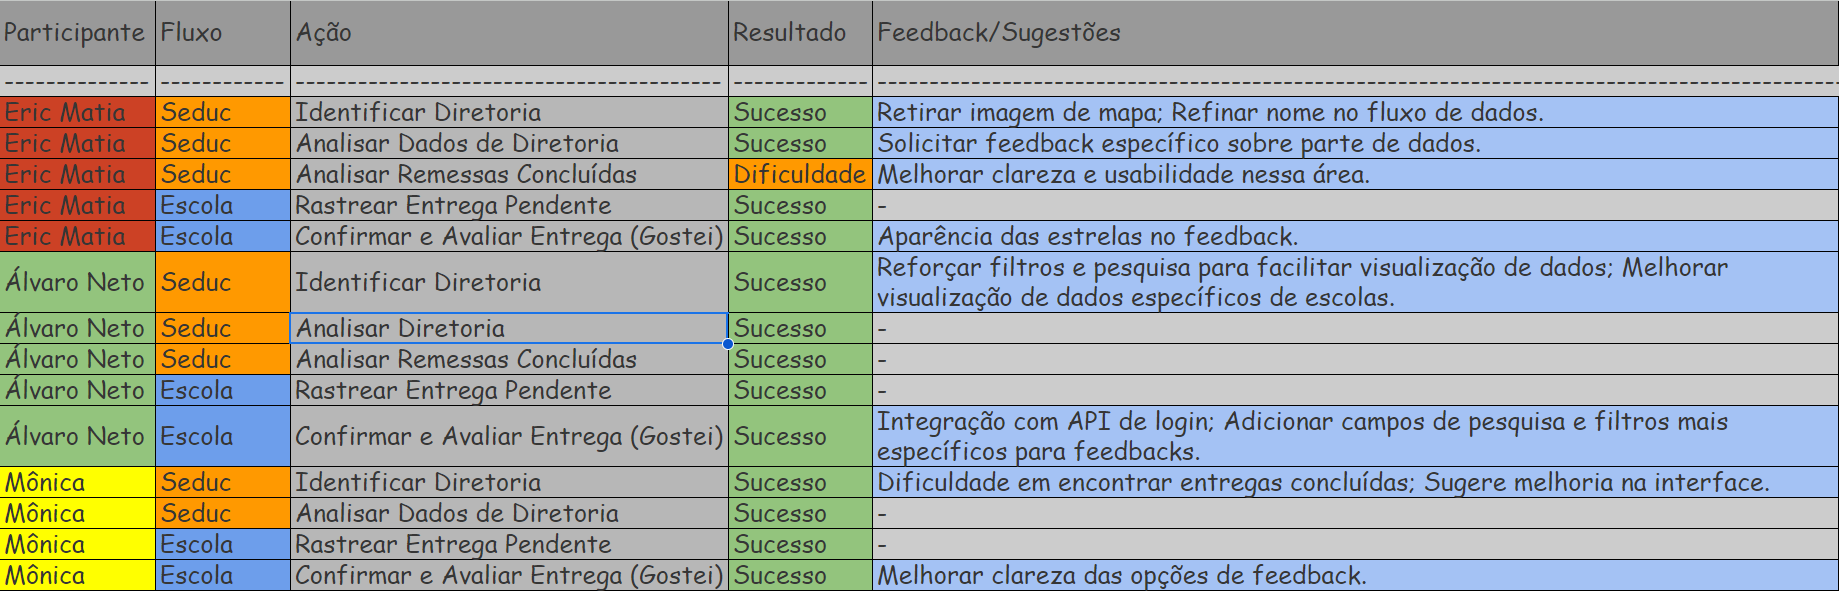 Participante Fluxo Ação Resultado Feedback/Sugestões
-------------- ------------ ----------------------------------------- ------------- ---------------------------------------------------------------------------------------------
Eric Matia Seduc Identificar Diretoria Sucesso Retirar imagem de mapa; Refinar nome no fluxo de dados.
Eric Matia Seduc Analisar Dados de Diretoria Sucesso Solicitar feedback específico sobre parte de dados.
Eric Matia Seduc Analisar Remessas Concluídas Dificuldade Melhorar clareza e usabilidade nessa área.
Eric Matia Escola Rastrear Entrega Pendente Sucesso -
Eric Matia Escola Confirmar e Avaliar Entrega (Gostei) Sucesso Aparência das estrelas no feedback.
Álvaro Neto Seduc Identificar Diretoria Sucesso Reforçar filtros e pesquisa para facilitar visualização de dados; Melhorar
visualização de dados específicos de escolas.
Álvaro Neto Seduc Analisar Diretoria Sucesso -
Álvaro Neto Seduc Analisar Remessas Concluídas Sucesso -
Álvaro Neto Escola Rastrear Entrega Pendente Sucesso -
Álvaro Neto Escola Confirmar e Avaliar Entrega (Gostei) Sucesso Integração com API de login; Adicionar campos de pesquisa e filtros mais
específicos para feedbacks.
Mônica Seduc Identificar Diretoria Sucesso Dificuldade em encontrar entregas concluídas; Sugere melhoria na interface.
Mônica Seduc Analisar Dados de Diretoria Sucesso -
Mônica Escola Rastrear Entrega Pendente Sucesso -
Mônica Escola Confirmar e Avaliar Entrega (Gostei) Sucesso Melhorar clareza das opções de feedback.